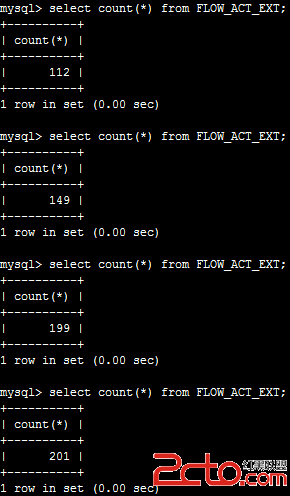 mysql> select count(*) from FLOW_ACT_EXT;
+----------+
| count(*) |
+----------+
|      112 |
+----------+
1 row in set (0.00 sec)
mysql> select count(*) from FLOW_ACT_EXT;
+----------+
| count(*) |
+----------+
|      149 |
+----------+
1 row in set (0.00 sec)
mysql> select count(*) from FLOW_ACT_EXT;
+----------+
| count(*) |
+----------+
|      199 |
+----------+
1 row in set (0.00 sec)
mysql> select count(*) from FLOW_ACT_EXT;
+----------+
| count(*) |
+----------+
|      201 |
+----------+
1 row in set (0.00 sec)
2cto.com